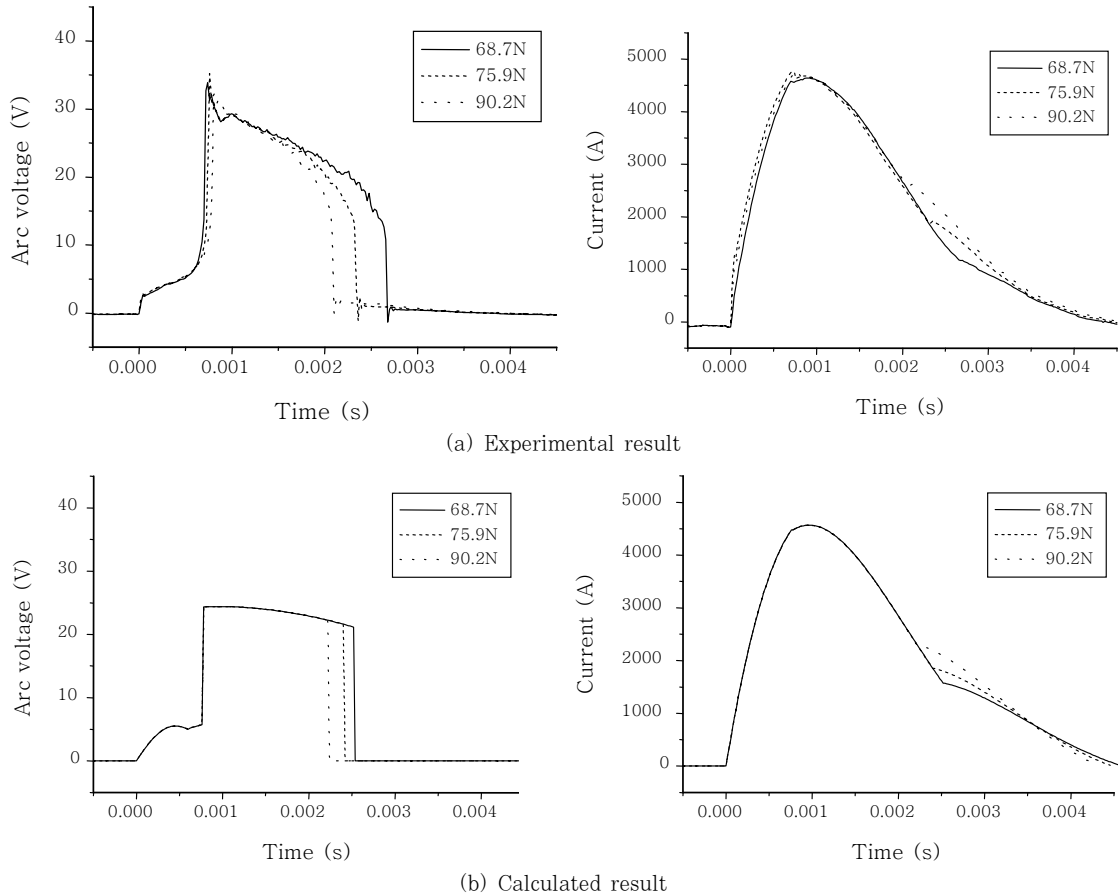 40
30
20
10
0
Arc voltage (V)
68.7N
75.9N
90.2N
0.000 0.001 0.002 0.003 0.004
Time (s)
5000
4000
3000
2000
1000
0
Current (A)
68.7N
75.9N
90.2N
0.000 0.001 0.002 0.003 0.004
Time (s)
(a) Experimental result
40
30
20
10
0
Arc voltage (V)
68.7N
75.9N
90.2N
0.000 0.001 0.002 0.003 0.004
Time (s)
5000
4000
3000
2000
1000
0
Current (A)
68.7N
75.9N
90.2N
0.000 0.001 0.002 0.003 0.004
Time (s)
(b) Calculated result